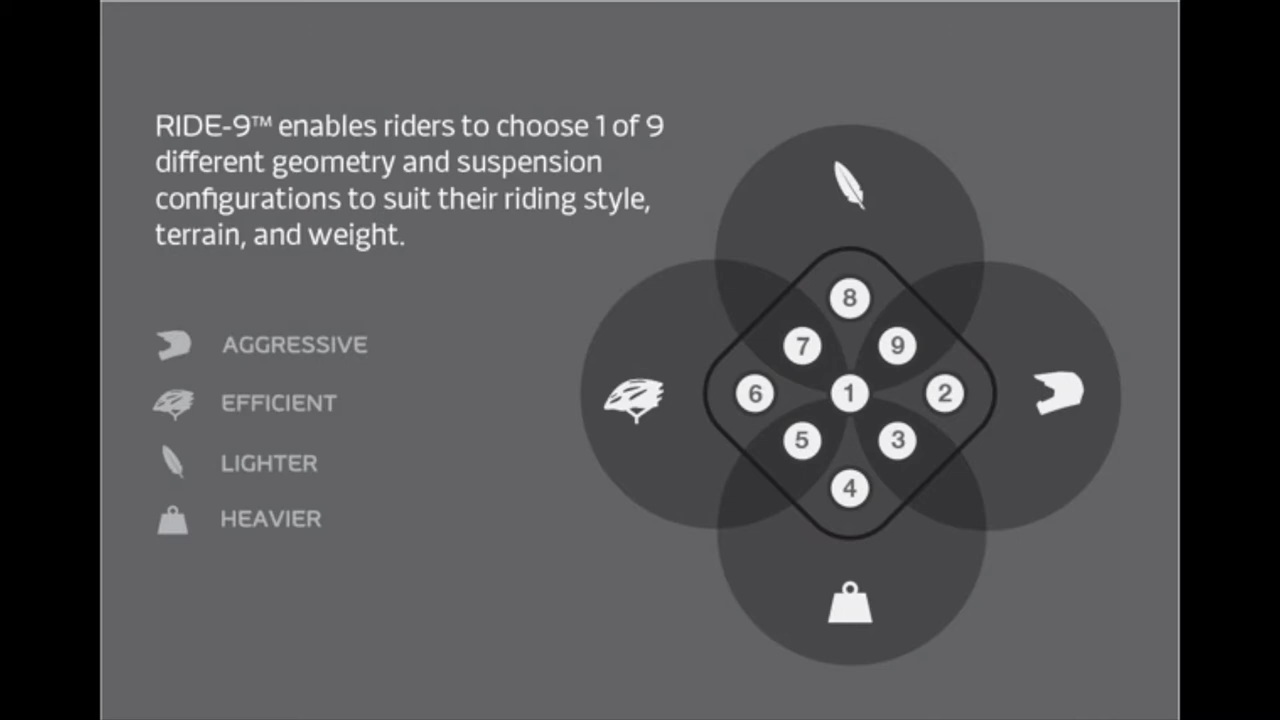 RIDE-9™ enables riders to choose 1 of 9
different geometry and suspension
configurations to suit their riding style,
terrain, and weight.
AGGRESSIVE
EFFICIENT
LIGHTER
HEAVIER
8
7 9
6 1 2
5 3
4